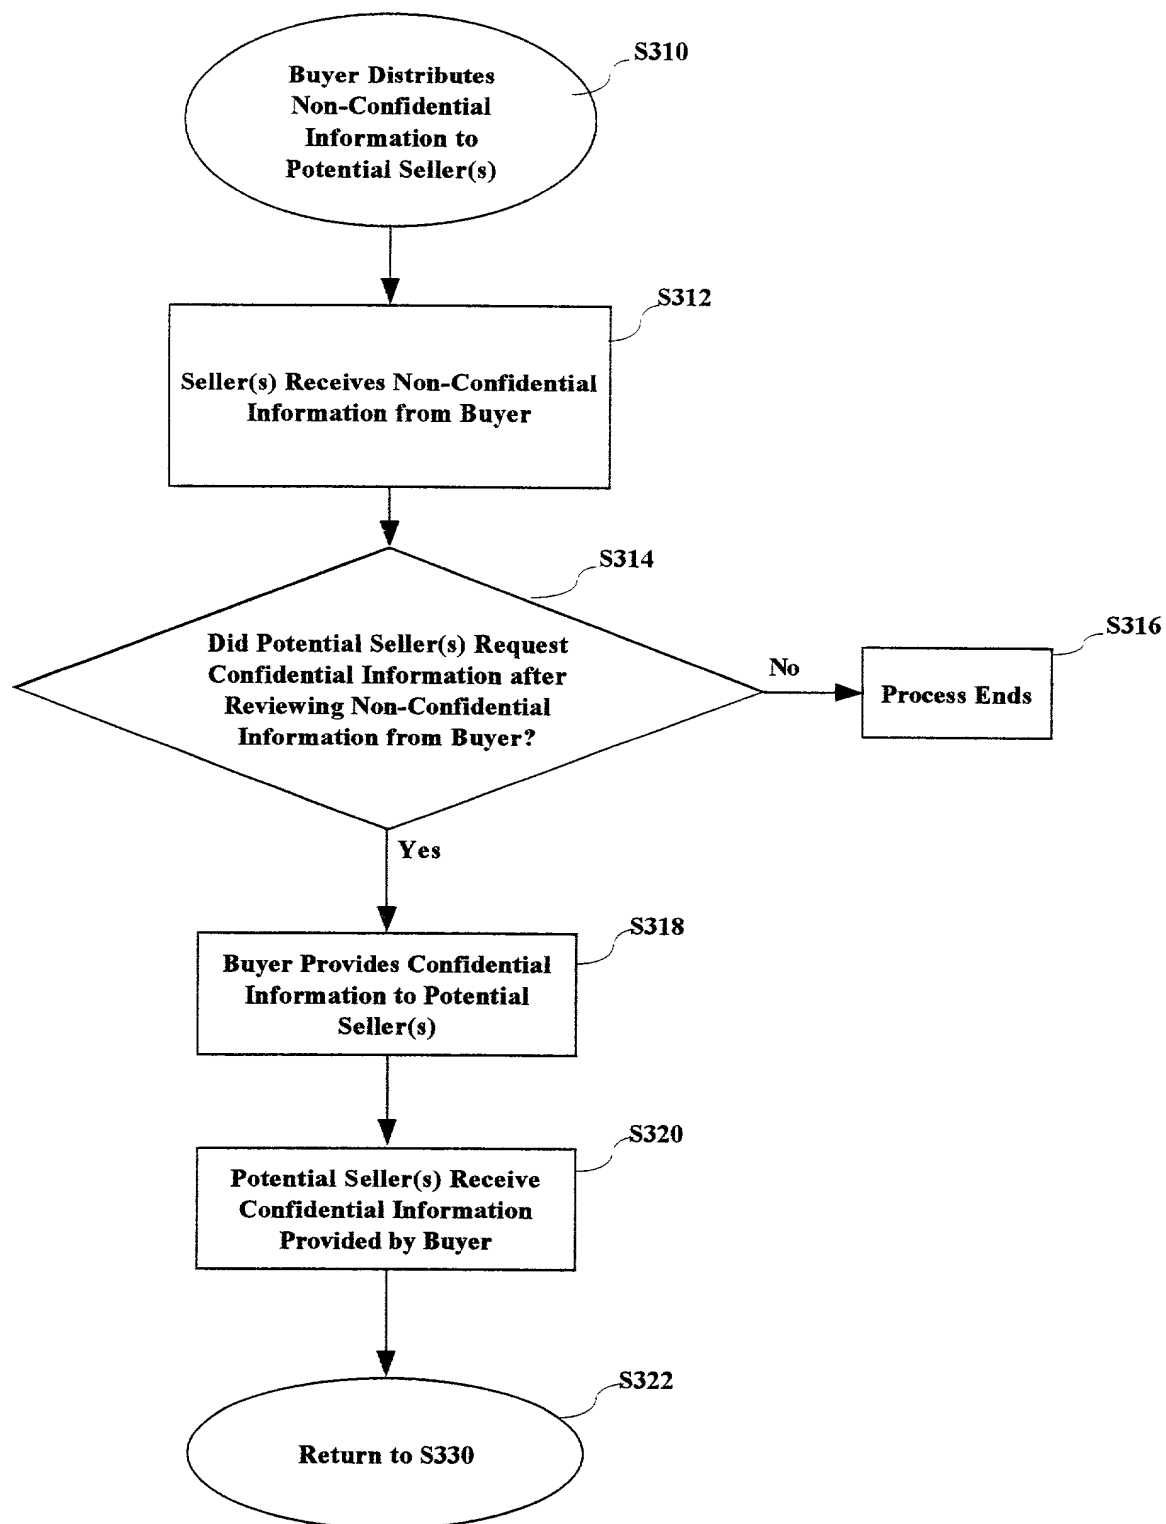 S310
Buyer Distributes
Non-Confidential
Information to
Potential Seller(s)
S312
Seller(s) Receives Non-Confidential
Information from Buyer
S314
Did Potential Seller(s) Request
Confidential Information after
Reviewing Non-Confidential
Information from Buyer?
No
S316
Process Ends
Yes
S318
Buyer Provides Confidential
Information to Potential
Seller(s)
S320
Potential Seller(s) Receive
Confidential Information
Provided by Buyer
S322
Return to S330